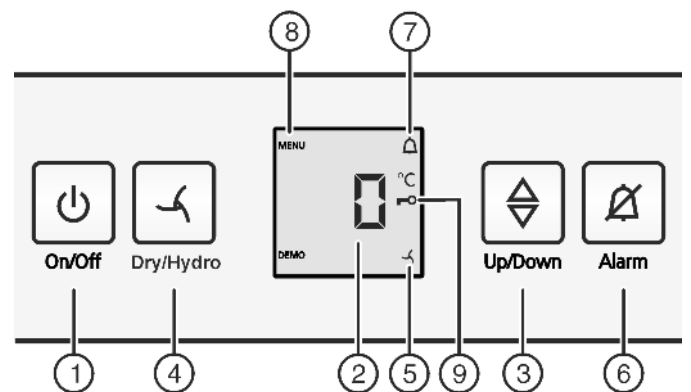 8 7
MENU
°C
0
On/Off Dry/Hydro DEMO Up/Down Alarm
1 4 2 5 9 3 6